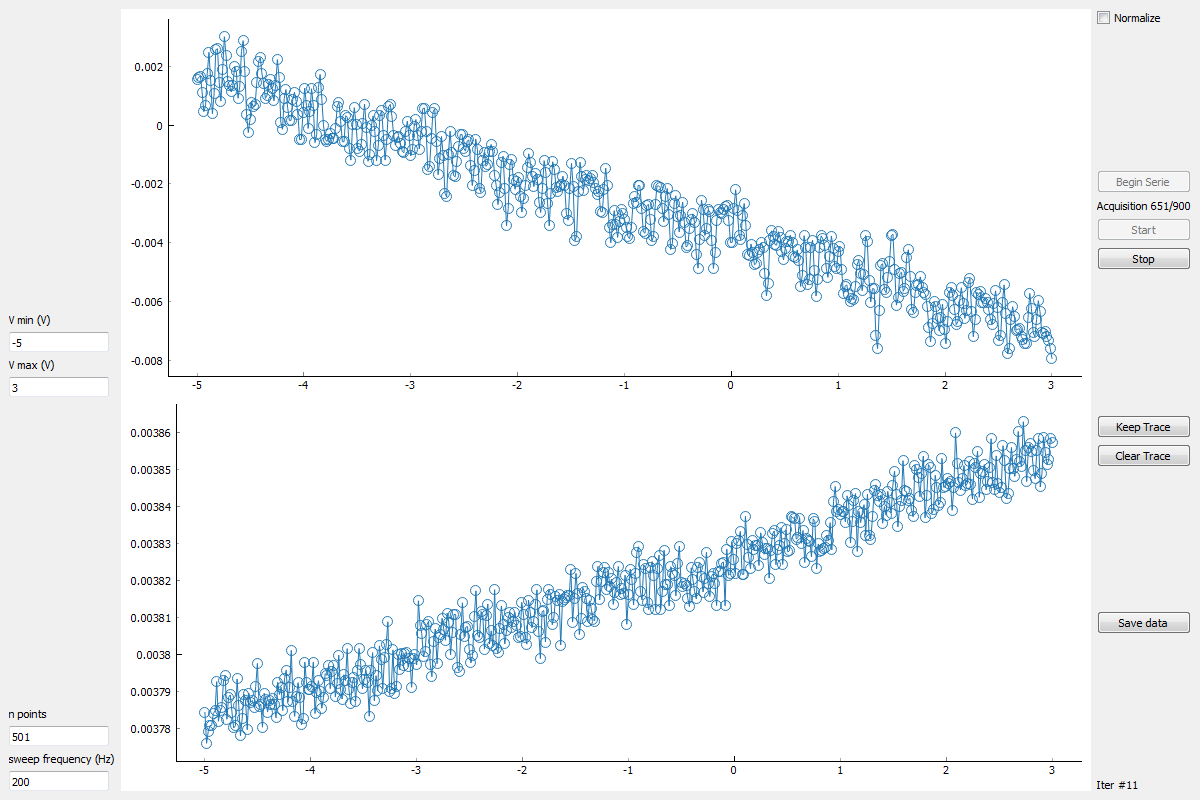 Normalize
0.002
0
-0.002
-0.004
-0.006
-0.008
-5 -4 -3 -2 -1 0 1 2 3
Begin Serie
Acquisition 651/900
Start
Stop
V min (V)
-5
V max (V)
3
0.00386
0.00385
0.00384
0.00383
0.00382
0.00381
0.0038
0.00379
0.00378
-5 -4 -3 -2 -1 0 1 2 3
Keep Trace
Clear Trace
Save data
n points
501
sweep frequency (Hz)
200
Iter #11